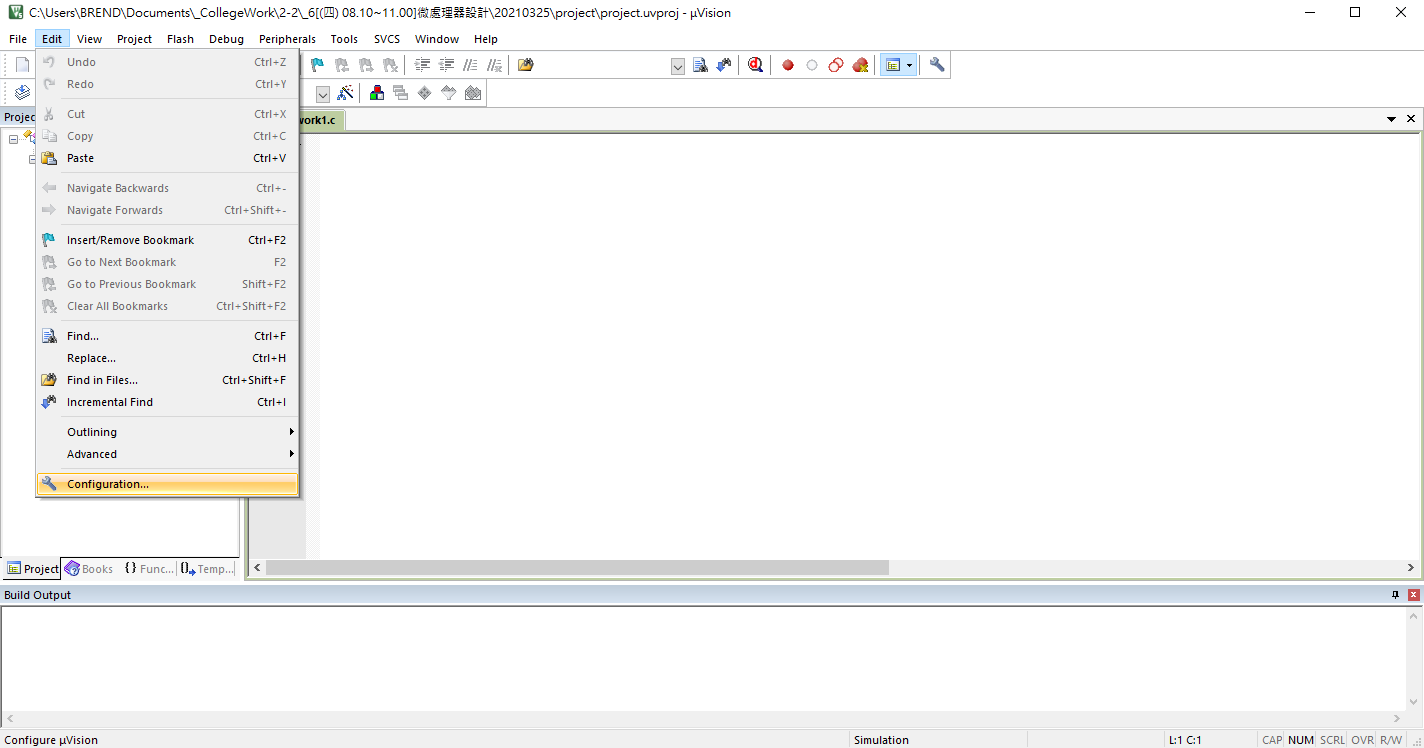 C:\Users\BREND\Documents\_CollegeWork\2-2\_6[(四) 08.10~11.00]微處理器設計\20210325\project\project.uvproj - µVision
File Edit View Project Flash Debug Peripherals Tools SVCS Window Help
Undo Ctrl+Z
Redo Ctrl+Y
Cut Ctrl+X
Copy Ctrl+C
Paste Ctrl+V
Navigate Backwards Ctrl+-
Navigate Forwards Ctrl+Shift+-
Insert/Remove Bookmark Ctrl+F2
Go to Next Bookmark F2
Go to Previous Bookmark Shift+F2
Clear All Bookmarks Ctrl+Shift+F2
Find... Ctrl+F
Replace... Ctrl+H
Find in Files... Ctrl+Shift+F
Incremental Find Ctrl+I
Outlining
Advanced
Configuration...
Projec
work1.c
Project Books {} Func... Temp...
Build Output
Configure µVision Simulation L:1 C:1 CAP NUM SCRL OVR R/W